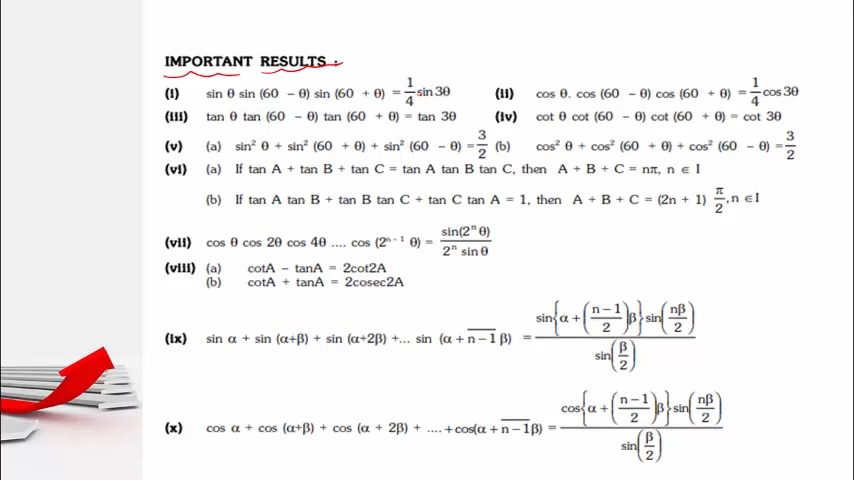 IMPORTANT RESULTS :
(i) sin θ sin (60 − θ) sin (60 + θ) = 1/4 sin 3θ (ii) cos θ. cos (60 − θ) cos (60 + θ) = 1/4 cos3θ
(iii) tan θ tan (60 − θ) tan (60 + θ) = tan 3θ (iv) cot θ cot (60 − θ) cot (60 + θ) = cot 3θ
(v) (a) sin² θ + sin² (60 + θ) + sin² (60 − θ) = 3/2 (b) cos² θ + cos² (60 + θ) + cos² (60 − θ) = 3/2
(vi) (a) If tan A + tan B + tan C = tan A tan B tan C, then A + B + C = nπ, n ∈ I
(b) If tan A tan B + tan B tan C + tan C tan A = 1, then A + B + C = (2n + 1) π/2, n ∈ I
(vii) cos θ cos 2θ cos 4θ .... cos (2ⁿ⁻¹ θ) = sin(2ⁿθ) / 2ⁿ sin θ
(viii) (a) cotA − tanA = 2cot2A
(b) cotA + tanA = 2cosec2A
(ix) sin α + sin (α+β) + sin (α+2β) +... sin (α + n̅ ̅−̅ ̅1̅ β) = sin{α + ((n−1)/2)β} sin(nβ/2) / sin(β/2)
(x) cos α + cos (α+β) + cos (α + 2β) + .... + cos(α + n̅ ̅−̅ ̅1̅ β) = cos{α + ((n−1)/2)β} sin(nβ/2) / sin(β/2)